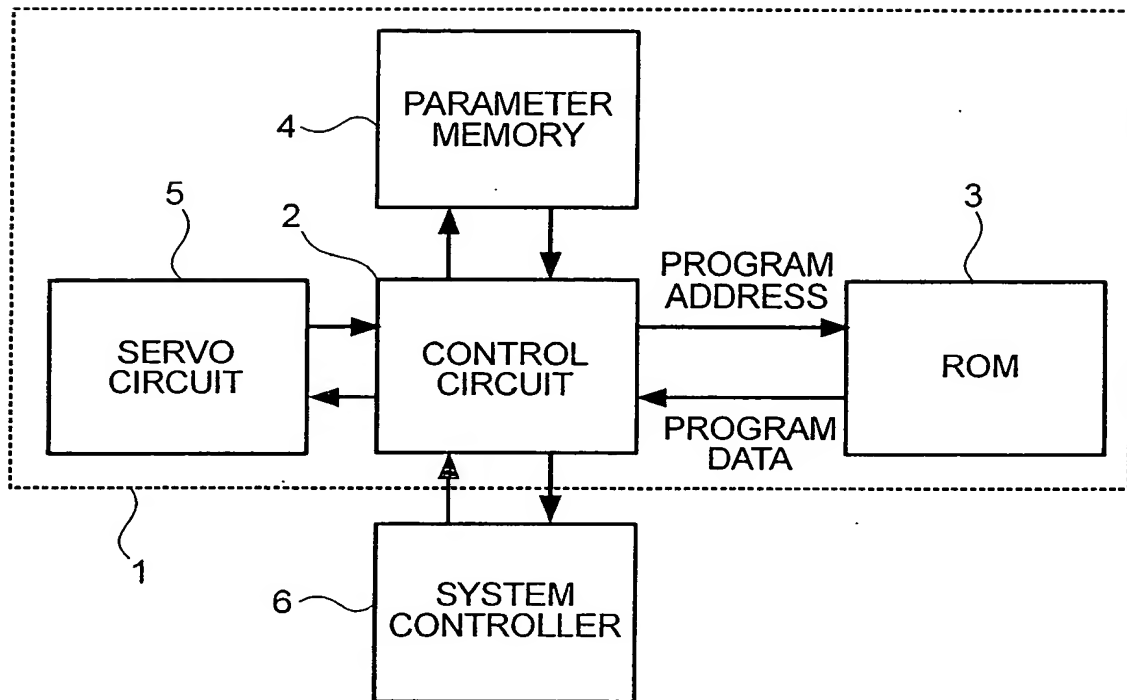 PARAMETER
MEMORY
4
5
2
3
PROGRAM
ADDRESS
SERVO
CIRCUIT
CONTROL
CIRCUIT
ROM
PROGRAM
DATA
1
6
SYSTEM
CONTROLLER